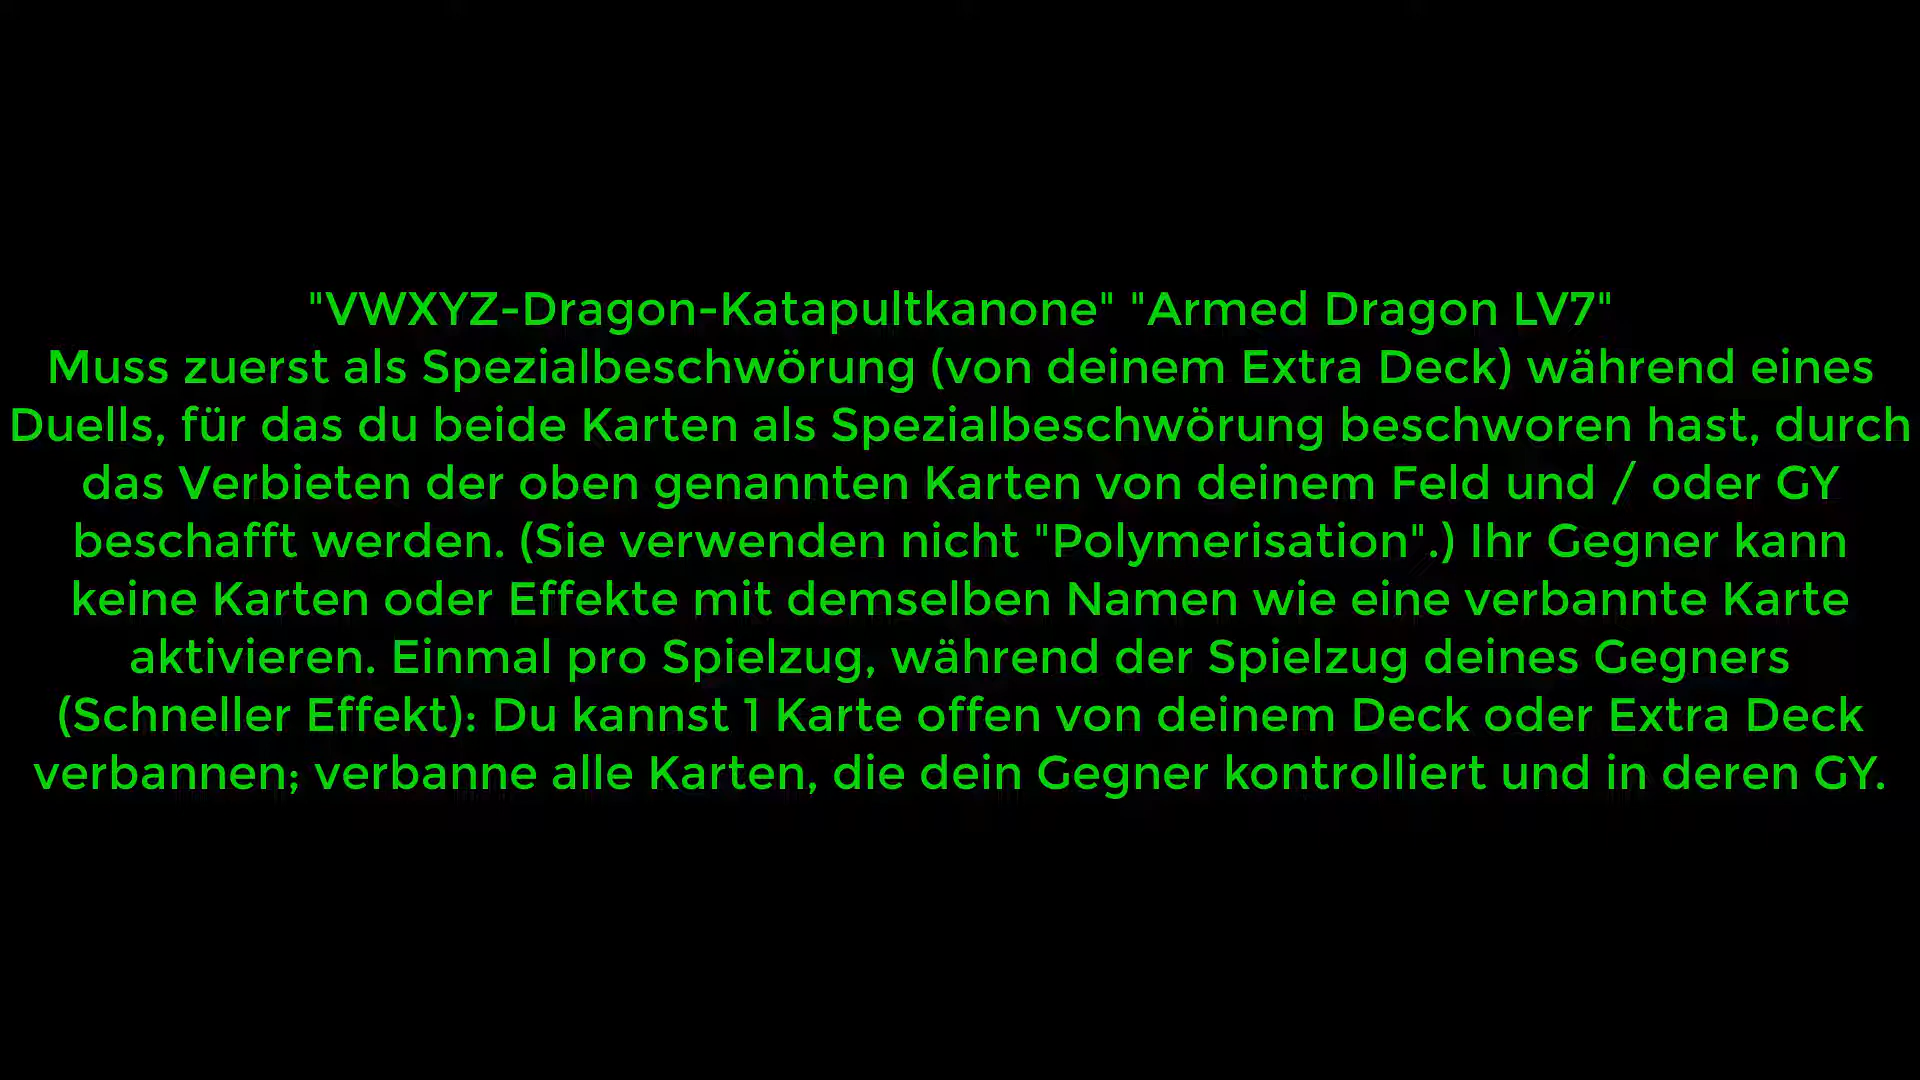 "VWXYZ-Dragon-Katapultkanone" "Armed Dragon LV7"
Muss zuerst als Spezialbeschwörung (von deinem Extra Deck) während eines
Duells, für das du beide Karten als Spezialbeschwörung beschworen hast, durch
das Verbieten der oben genannten Karten von deinem Feld und / oder GY
beschafft werden. (Sie verwenden nicht "Polymerisation".) Ihr Gegner kann
keine Karten oder Effekte mit demselben Namen wie eine verbannte Karte
aktivieren. Einmal pro Spielzug, während der Spielzug deines Gegners
(Schneller Effekt): Du kannst 1 Karte offen von deinem Deck oder Extra Deck
verbannen; verbanne alle Karten, die dein Gegner kontrolliert und in deren GY.